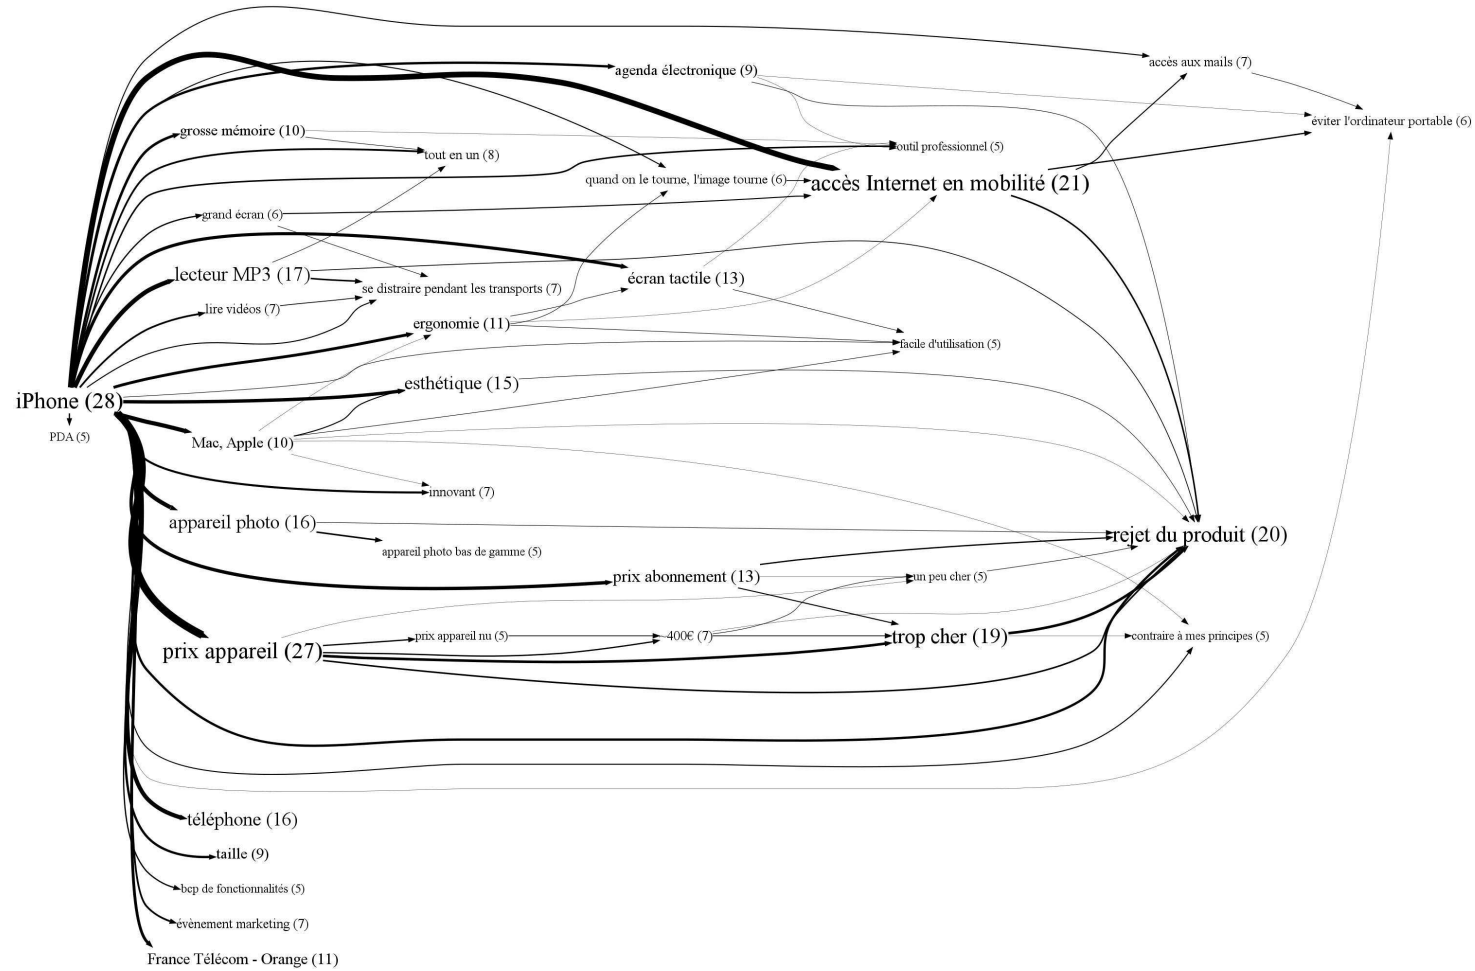 accès aux mails (7)
agenda électronique (9)
éviter l'ordinateur portable (6)
grosse mémoire (10)
tout en un (8)
outil professionnel (5)
quand on le tourne, l'image tourne (6)
accès Internet en mobilité (21)
grand écran (6)
lecteur MP3 (17)
écran tactile (13)
se distraire pendant les transports (7)
lire vidéos (7)
ergonomie (11)
facile d'utilisation (5)
esthétique (15)
iPhone (28)
PDA (5)
Mac, Apple (10)
innovant (7)
appareil photo (16)
rejet du produit (20)
appareil photo bas de gamme (5)
prix abonnement (13)
un peu cher (5)
prix appareil nu (5)
400€ (7)
trop cher (19)
contraire à mes principes (5)
prix appareil (27)
téléphone (16)
taille (9)
bcp de fonctionnalités (5)
évènement marketing (7)
France Télécom - Orange (11)